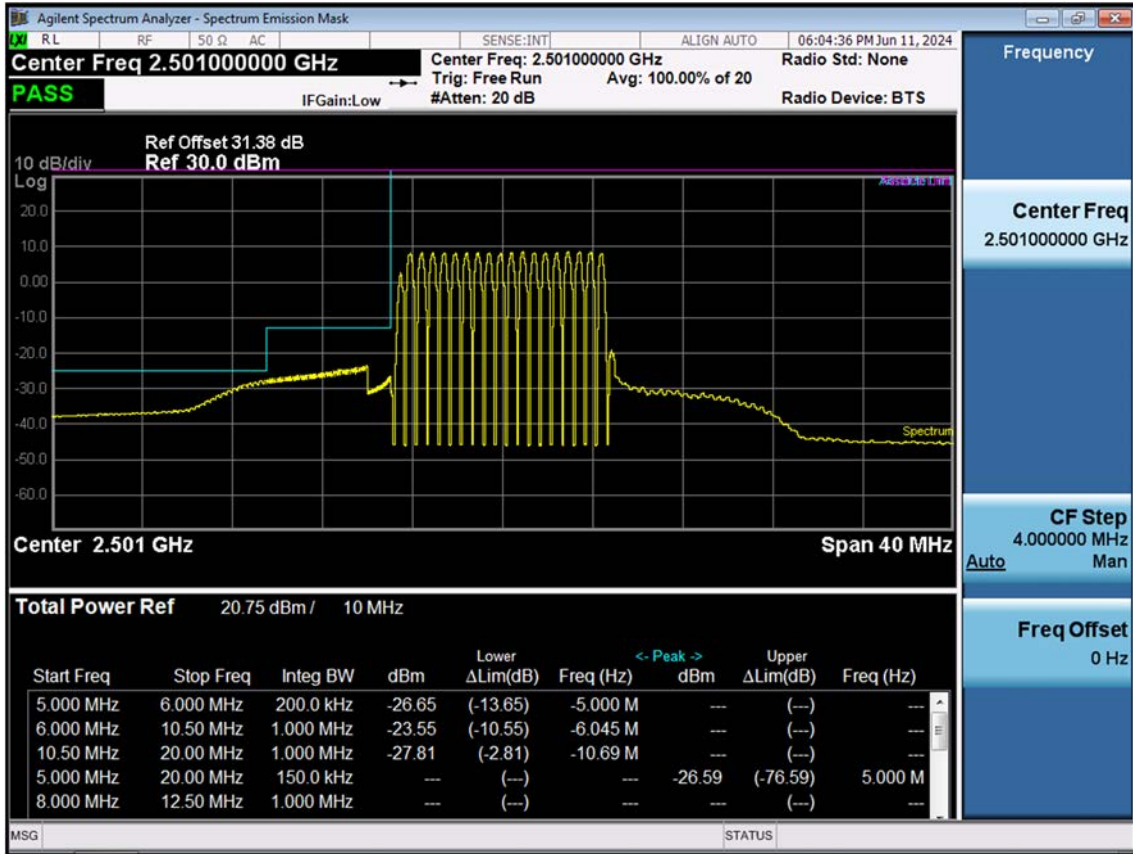 Agilent Spectrum Analyzer - Spectrum Emission Mask
LXI RL RF 50 Ω AC SENSE:INT ALIGN AUTO 06:04:36 PM Jun 11, 2024
Center Freq 2.501000000 GHz
PASS
IFGain:Low
Center Freq: 2.501000000 GHz
Trig: Free Run Avg: 100.00% of 20
#Atten: 20 dB
Radio Std: None
Radio Device: BTS
Ref Offset 31.38 dB
10 dB/div Ref 30.0 dBm
Log
Absolute Limit
20.0
10.0
0.00
-10.0
-20.0
-30.0
-40.0
Spectrum
-50.0
-60.0
Center 2.501 GHz Span 40 MHz
Total Power Ref 20.75 dBm / 10 MHz
Lower <- Peak -> Upper
Start Freq Stop Freq Integ BW dBm ΔLim(dB) Freq (Hz) dBm ΔLim(dB) Freq (Hz)
5.000 MHz 6.000 MHz 200.0 kHz -26.65 (-13.65) -5.000 M --- (---) ---
6.000 MHz 10.50 MHz 1.000 MHz -23.55 (-10.55) -6.045 M --- (---) ---
10.50 MHz 20.00 MHz 1.000 MHz -27.81 (-2.81) -10.69 M --- (---) ---
5.000 MHz 20.00 MHz 150.0 kHz --- (---) --- -26.59 (-76.59) 5.000 M
8.000 MHz 12.50 MHz 1.000 MHz --- (---) --- --- (---) ---
MSG STATUS
Frequency
Center Freq
2.501000000 GHz
CF Step
4.000000 MHz
Auto Man
Freq Offset
0 Hz